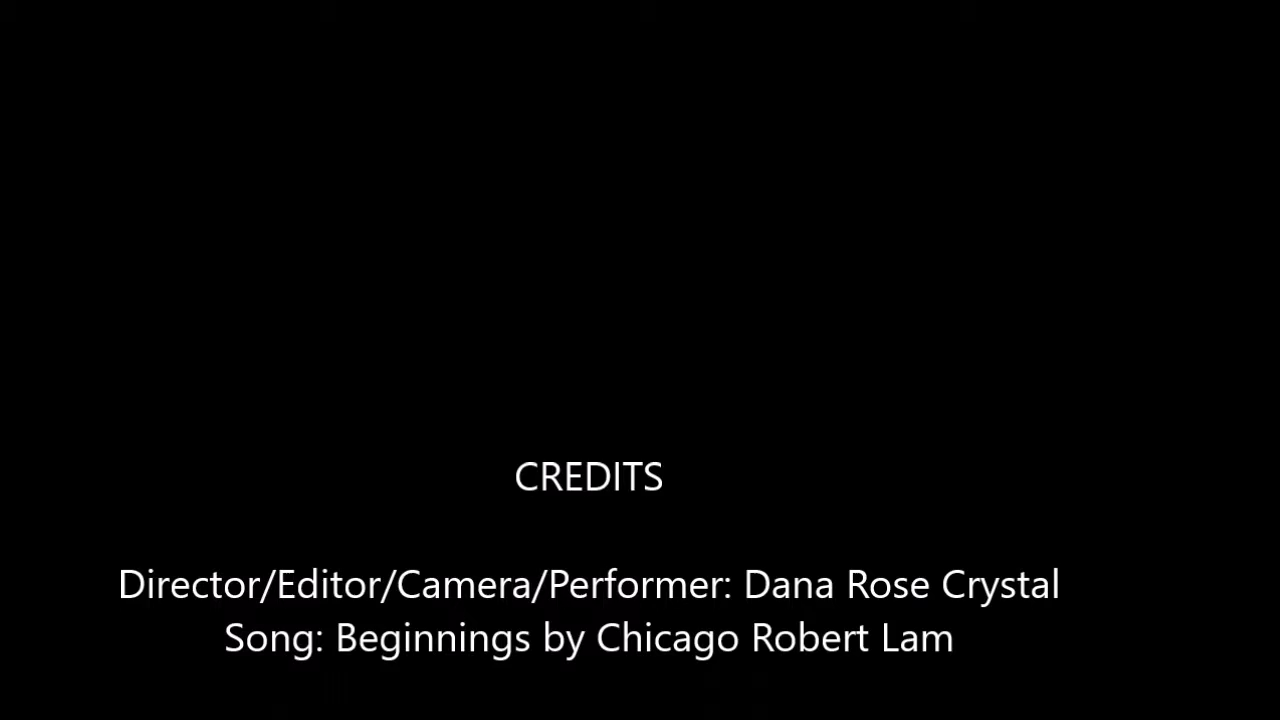 CREDITS
Director/Editor/Camera/Performer: Dana Rose Crystal
Song: Beginnings by Chicago Robert Lam